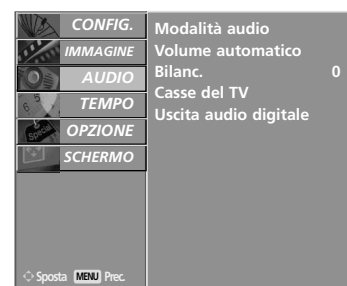 CONFIG.
IMMAGINE
AUDIO
TEMPO
OPZIONE
Special
SCHERMO
Modalità audio
Volume automatico
Bilanc. 0
Casse del TV
Uscita audio digitale
Sposta MENU Prec.